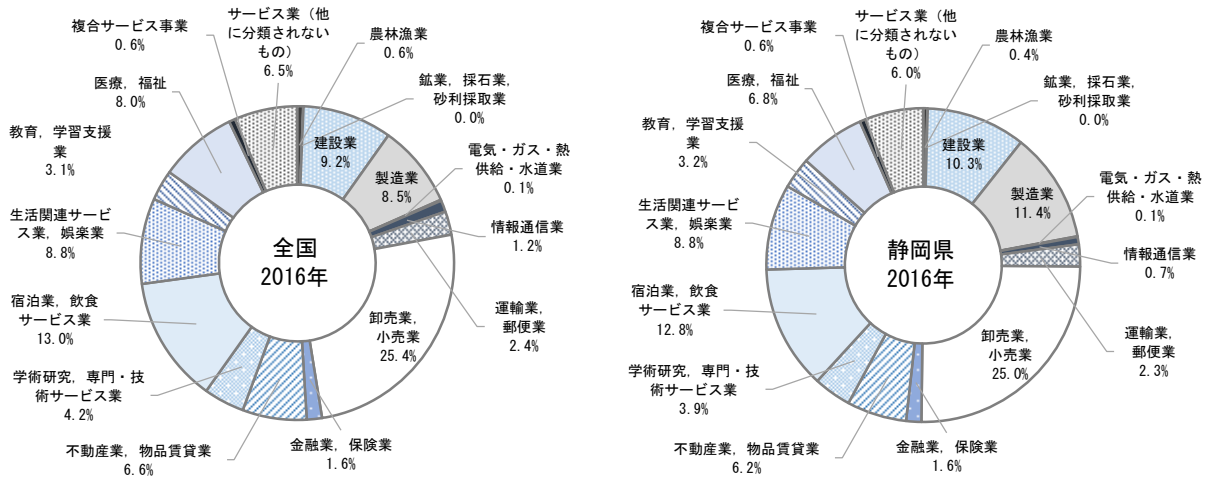 サービス業（他
に分類されない
もの）
6.5%
農林漁業
0.6%
鉱業，採石業，
砂利採取業
0.0%
建設業
9.2%
製造業
8.5%
電気・ガス・熱
供給・水道業
0.1%
情報通信業
1.2%
運輸業，
郵便業
2.4%
卸売業，
小売業
25.4%
金融業，保険業
1.6%
不動産業，物品賃貸業
6.6%
学術研究，専門・技
術サービス業
4.2%
宿泊業，飲食
サービス業
13.0%
生活関連サービ
ス業，娯楽業
8.8%
教育，学習支援
業
3.1%
医療，福祉
8.0%
複合サービス事業
0.6%
全国
2016年
サービス業（他
に分類されない
もの）
6.0%
農林漁業
0.4%
鉱業，採石業，
砂利採取業
0.0%
建設業
10.3%
製造業
11.4%
電気・ガス・熱
供給・水道業
0.1%
情報通信業
0.7%
運輸業，
郵便業
2.3%
卸売業，
小売業
25.0%
金融業，保険業
1.6%
不動産業，物品賃貸業
6.2%
学術研究，専門・技
術サービス業
3.9%
宿泊業，飲食
サービス業
12.8%
生活関連サービ
ス業，娯楽業
8.8%
教育，学習支援
業
3.2%
医療，福祉
6.8%
複合サービス事業
0.6%
静岡県
2016年